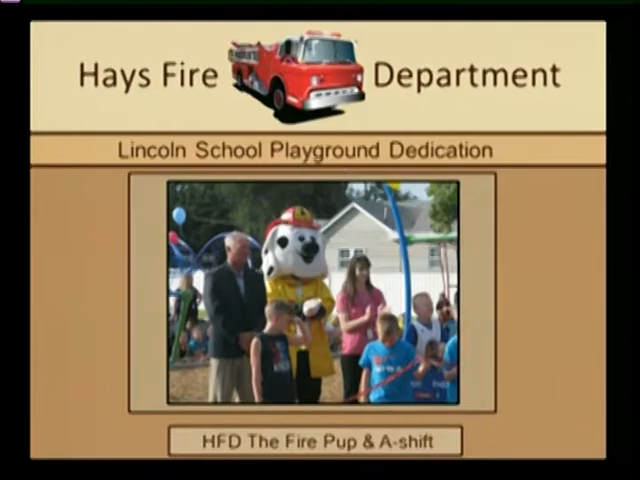 Hays Fire Department
Lincoln School Playground Dedication
HFD The Fire Pup & A-shift